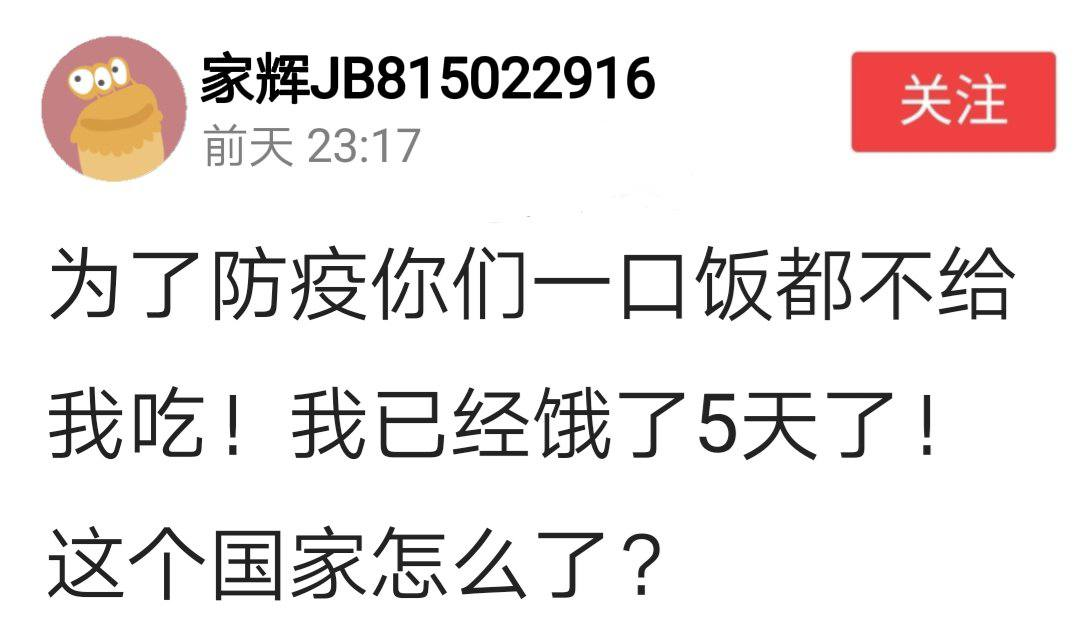 家辉JB815022916
关注
前天 23:17
为了防疫你们一口饭都不给
我吃！我已经饿了5天了！
这个国家怎么了？